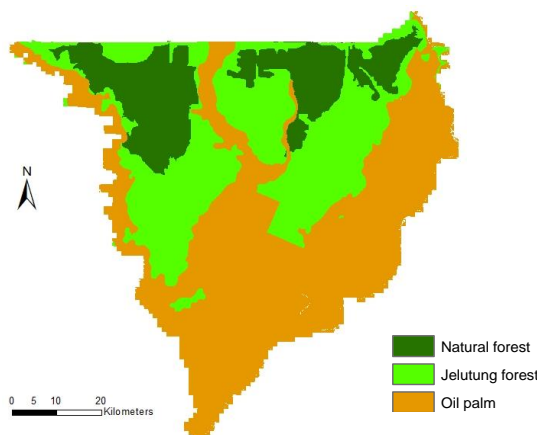 N
Natural forest
Jelutung forest
Oil palm
0 5 10 20
Kilometers